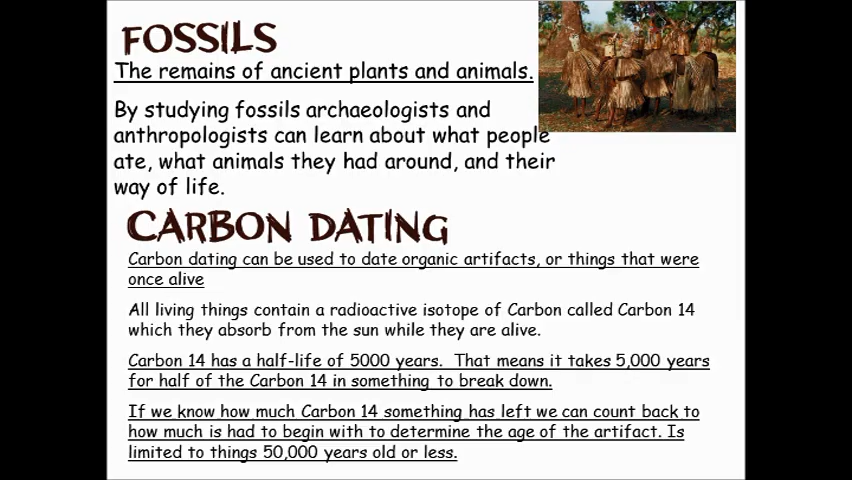 FOSSILS
The remains of ancient plants and animals.
By studying fossils archaeologists and
anthropologists can learn about what people
ate, what animals they had around, and their
way of life.
CARBON DATING
Carbon dating can be used to date organic artifacts, or things that were
once alive
All living things contain a radioactive isotope of Carbon called Carbon 14
which they absorb from the sun while they are alive.
Carbon 14 has a half-life of 5000 years. That means it takes 5,000 years
for half of the Carbon 14 in something to break down.
If we know how much Carbon 14 something has left we can count back to
how much is had to begin with to determine the age of the artifact. Is
limited to things 50,000 years old or less.